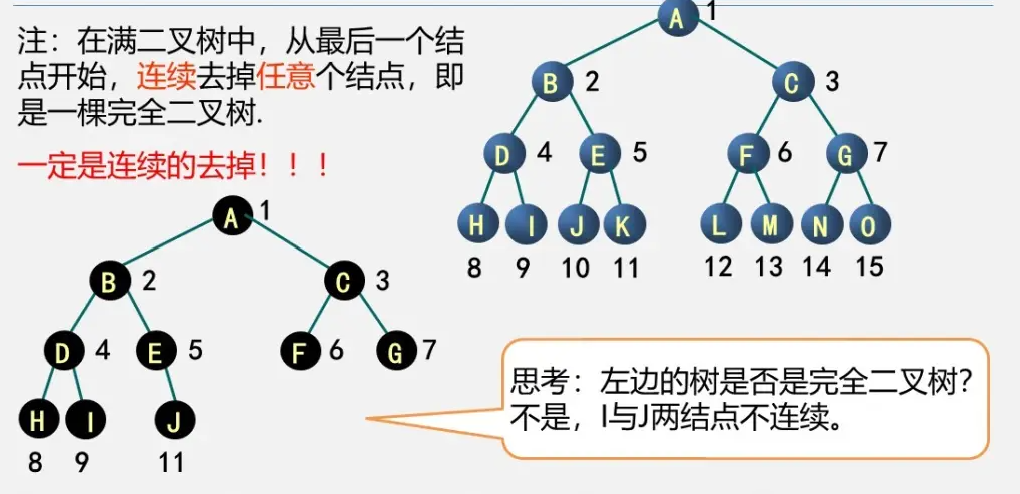 注：在满二叉树中，从最后一个结
点开始，连续去掉任意个结点，即
是一棵完全二叉树.
一定是连续的去掉！！！
A 1
B 2 C 3
D 4 E 5 F 6 G 7
H I J K L M N O
8 9 10 11 12 13 14 15
A 1
B 2 C 3
D 4 E 5 F 6 G 7
H I J
8 9 11
思考：左边的树是否是完全二叉树？
不是，I与J两结点不连续。